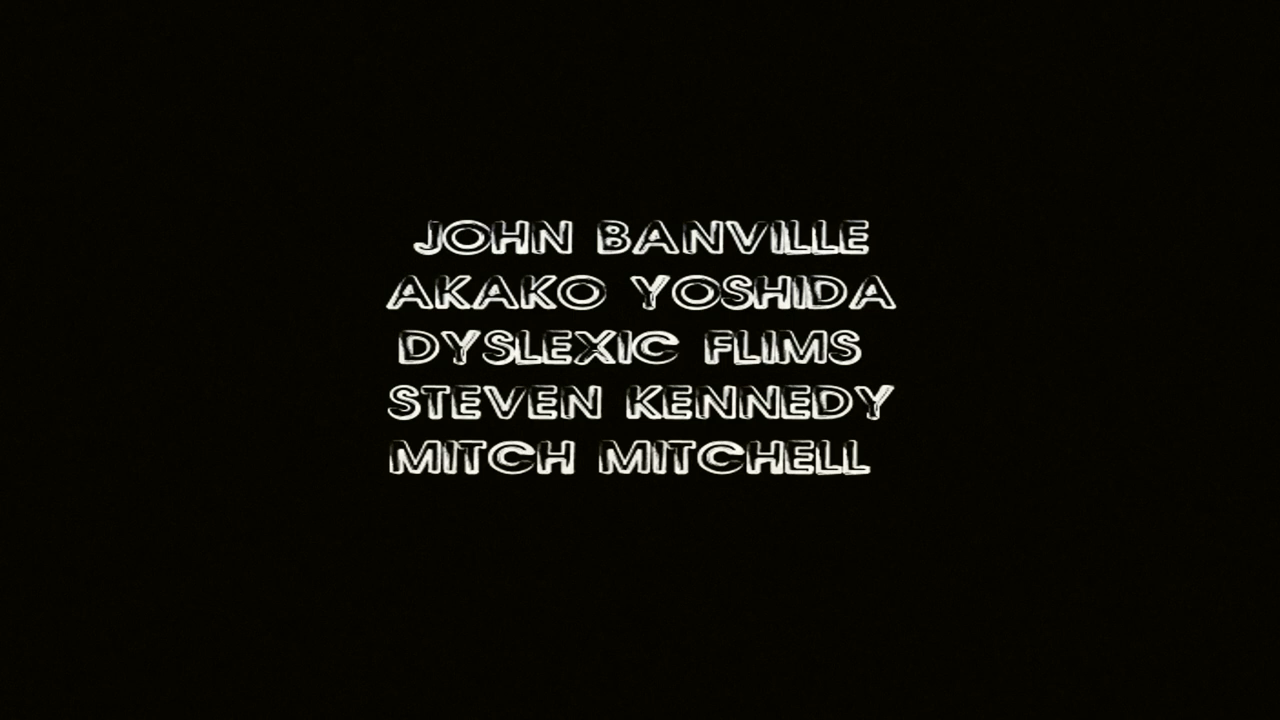 JOHN BANVILLE
AKAKO YOSHIDA
DYSLEXIC FLIMS
STEVEN KENNEDY
MITCH MITCHELL